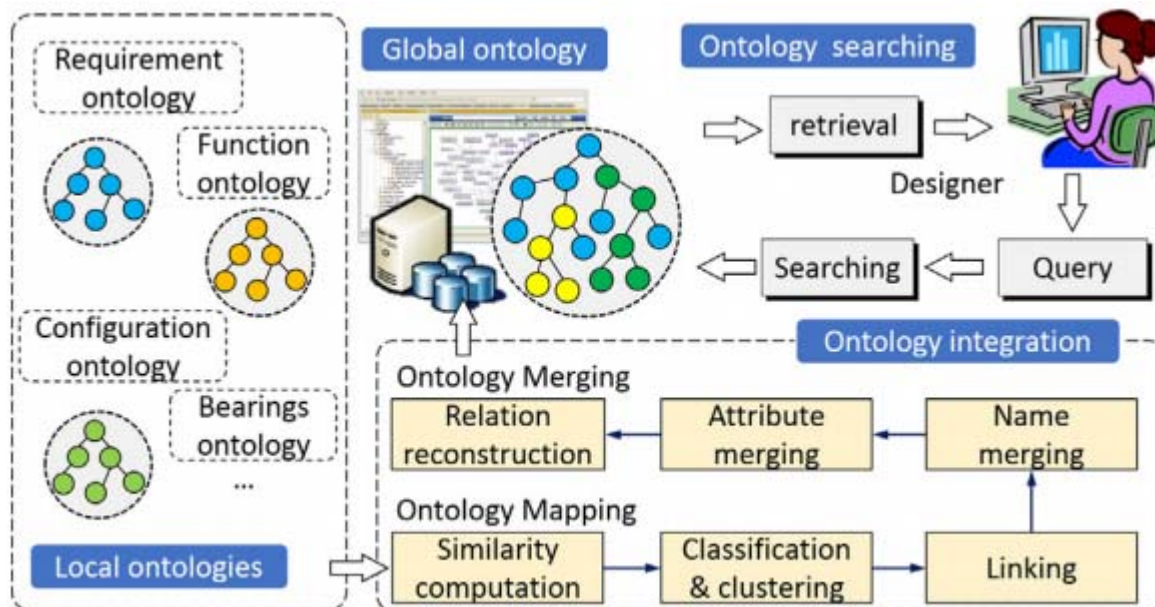 Requirement
ontology
Function
ontology
Configuration
ontology
Bearings
ontology
...
Local ontologies
Global ontology
Ontology searching
retrieval
Designer
Searching
Query
Ontology integration
Ontology Merging
Relation
reconstruction
Attribute
merging
Name
merging
Ontology Mapping
Similarity
computation
Classification
& clustering
Linking